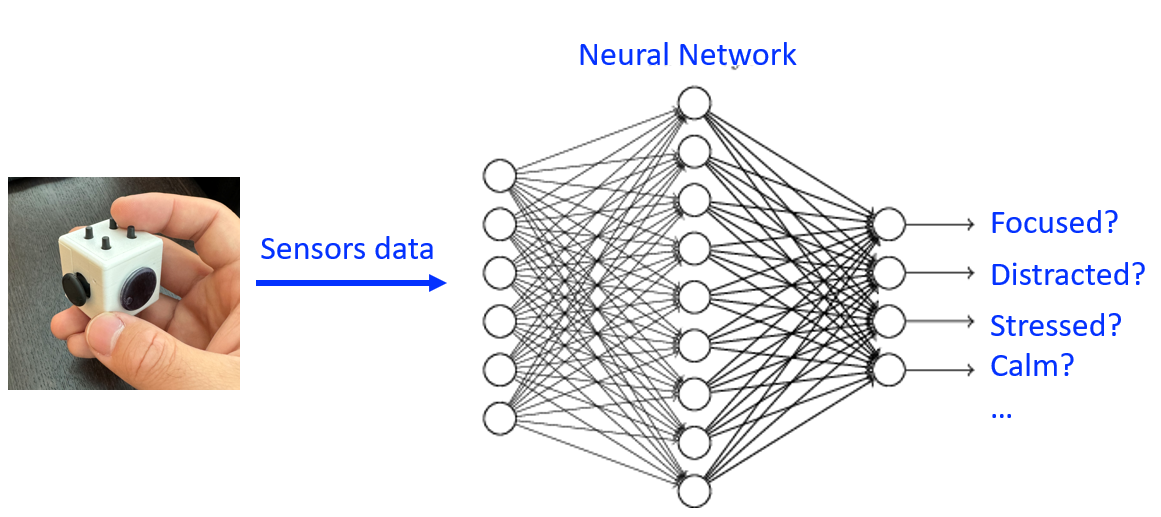 Neural Network
Sensors data
Focused?
Distracted?
Stressed?
Calm?
...